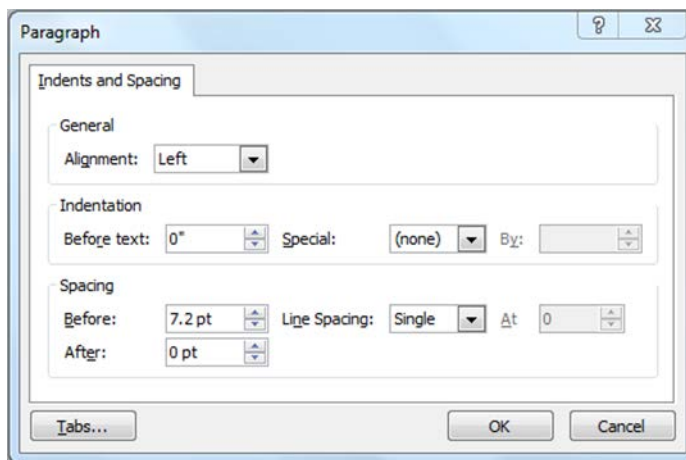 Paragraph
Indents and Spacing
General
Alignment: Left
Indentation
Before text: 0" Special: (none) By:
Spacing
Before: 7.2 pt Line Spacing: Single At 0
After: 0 pt
Tabs... OK Cancel